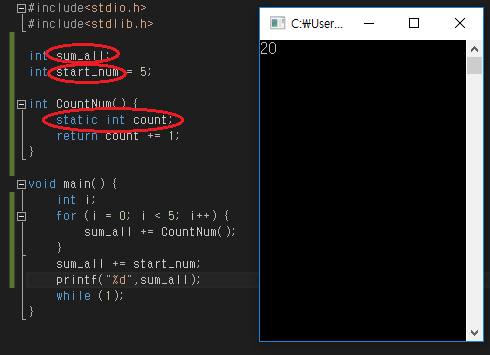 #include<stdio.h>
#include<stdlib.h>
int sum_all;
int start_num = 5;
int CountNum() {
static int count;
return count += 1;
}
void main() {
int i;
for (i = 0; i < 5; i++) {
sum_all += CountNum();
}
sum_all += start_num;
printf("%d",sum_all);
while (1);
}
C:₩User...
20